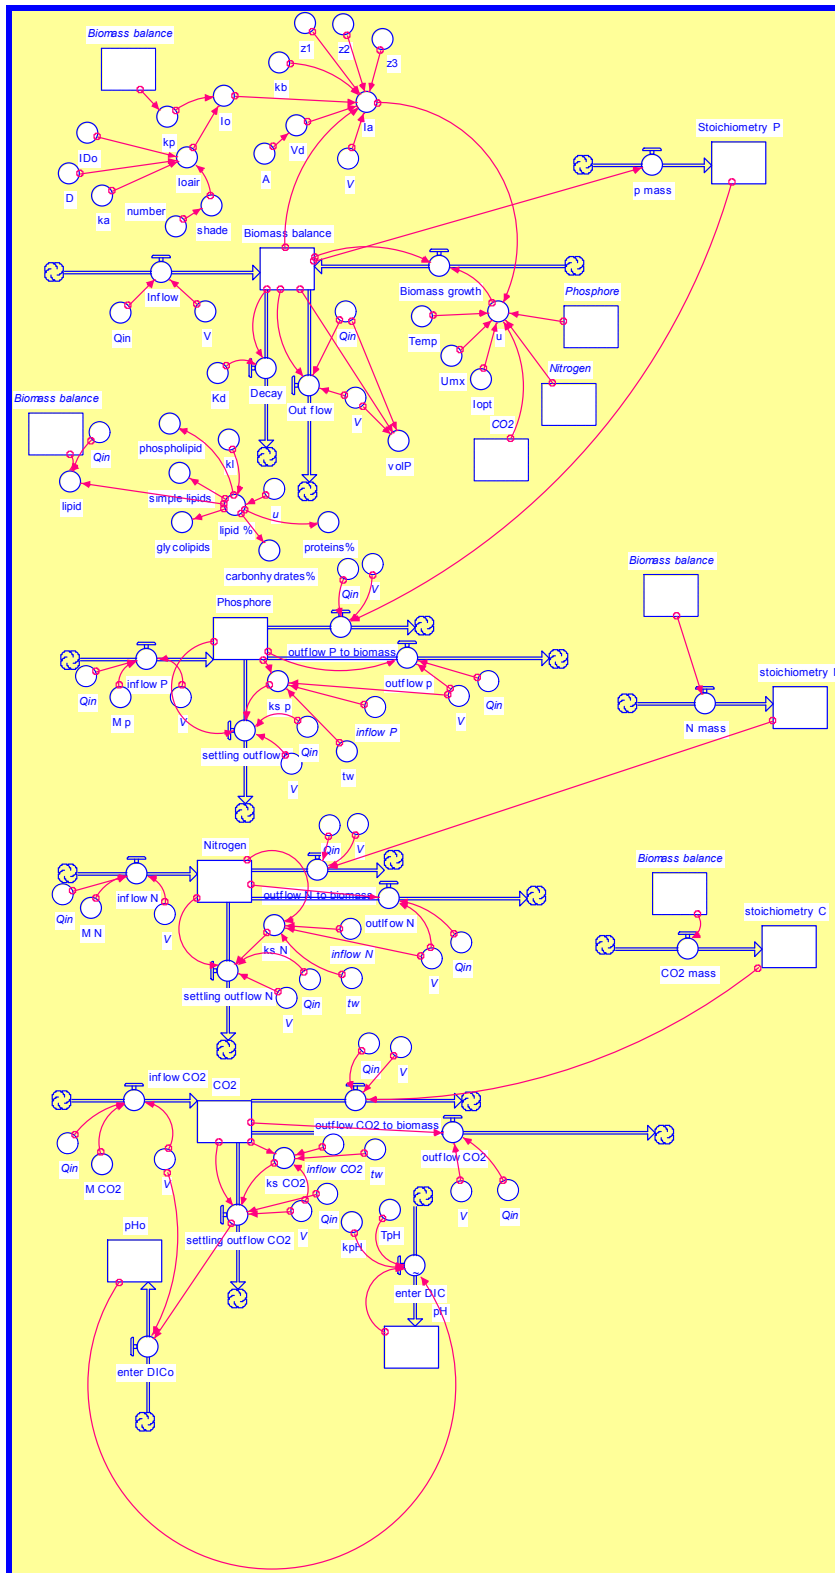 z1
z2
z3
Biomass balance
kb
Stoichiometry P
Io
Ia
kp
IDo
Vd
V
A
p mass
D
Ioair
ka
number
shade
Biomass balance
Inflow
Biomass growth
Phosphore
Qin
V
Qin
Temp
u
Umx
Nitrogen
Kd
Decay
Out flow
Iopt
V
CO2
Biomass balance
phospholipid
Qin
kl
volP
simple lipids
lipid
u
lipid %
glycolipids
proteins%
carbonhydrates%
Biomass balance
Qin
V
Phosphore
outflow P to biomass
stoichiometry
inflow P
outflow p
Qin
M p
V
ks p
V
Qin
inflow P
N mass
settling outflow
Qin
tw
V
Nitrogen
Qin
V
Biomass balance
outflow N to biomass
inflow N
outlfow N
stoichiometry C
Qin
M N
V
ks N
inflow N
Qin
V
CO2 mass
settling outflow N
Qin
tw
V
Qin
V
inflow CO2
CO2
outflow CO2 to biomass
Qin
M CO2
V
inflow CO2
outflow CO2
ks CO2
tw
V
Qin
Qin
settling outflow CO2
V
pHo
kpH
TpH
~
enter DIC
pH
enter DICo